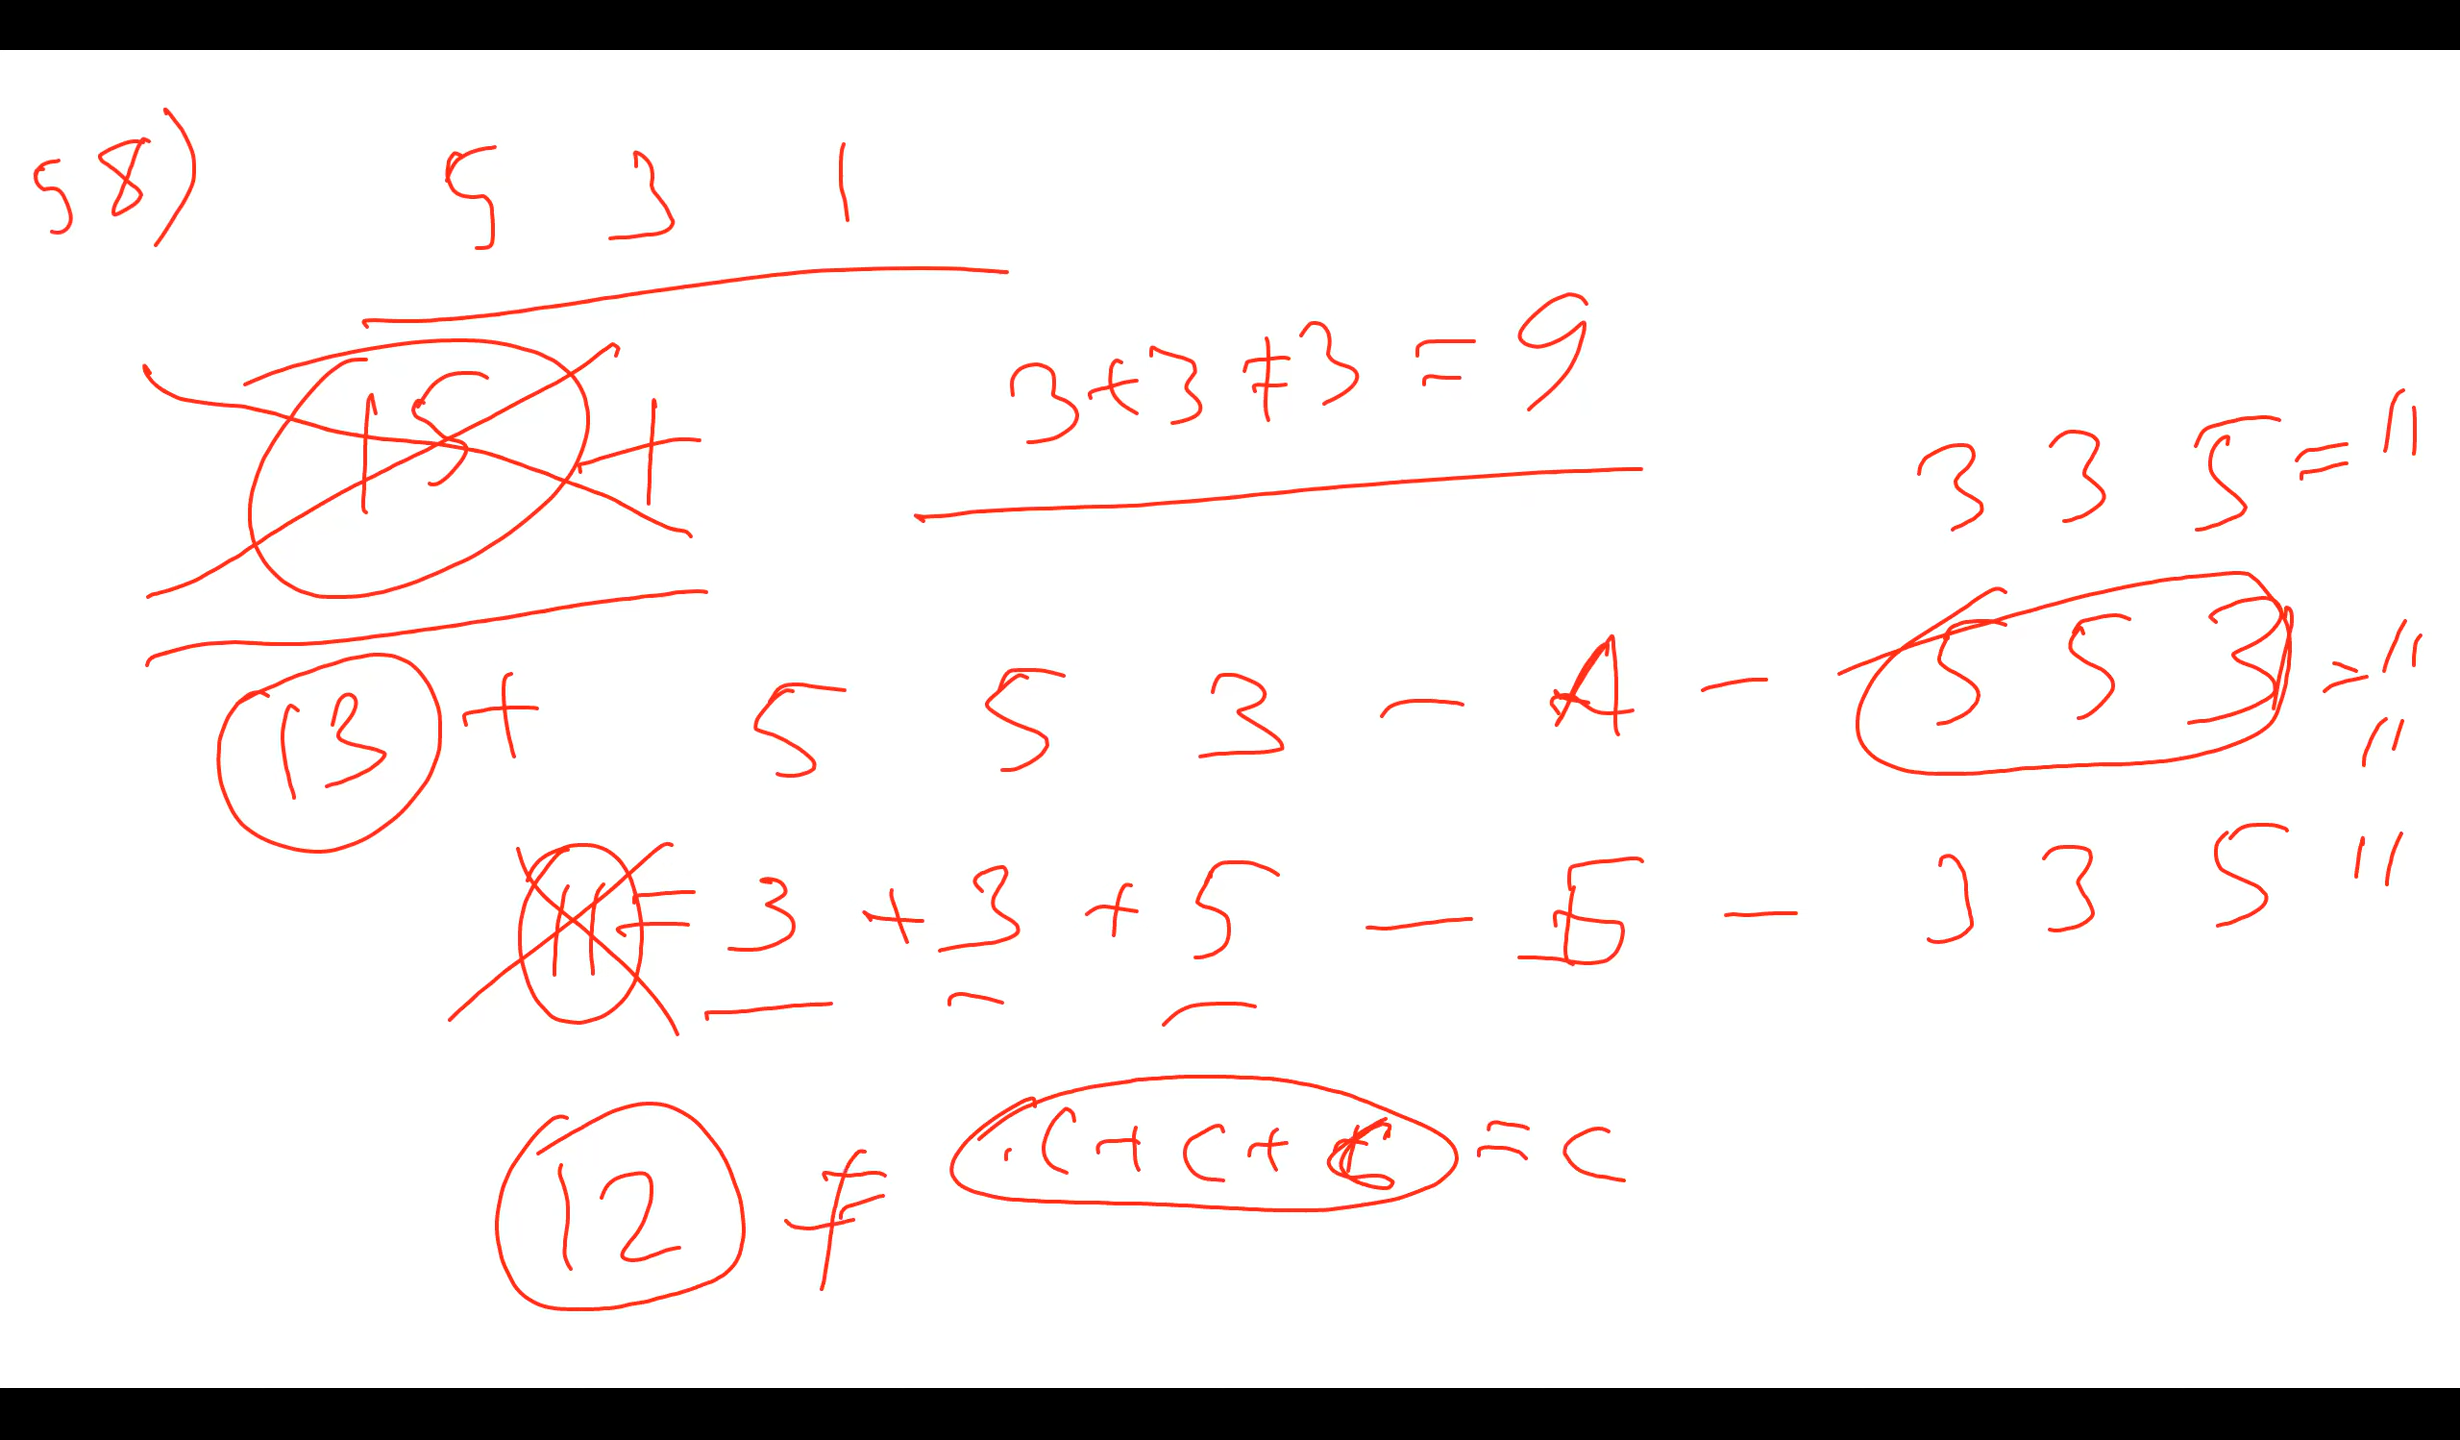 58) 5 3 1
15 +
3+3+3 = 9
3 3 5 = 11
13 + 5 5 3 - A - 5 5 3 = 11
11
11 = 3 + 3 + 5 - B - 3 3 5 11
12 ≠ C + C + C = C